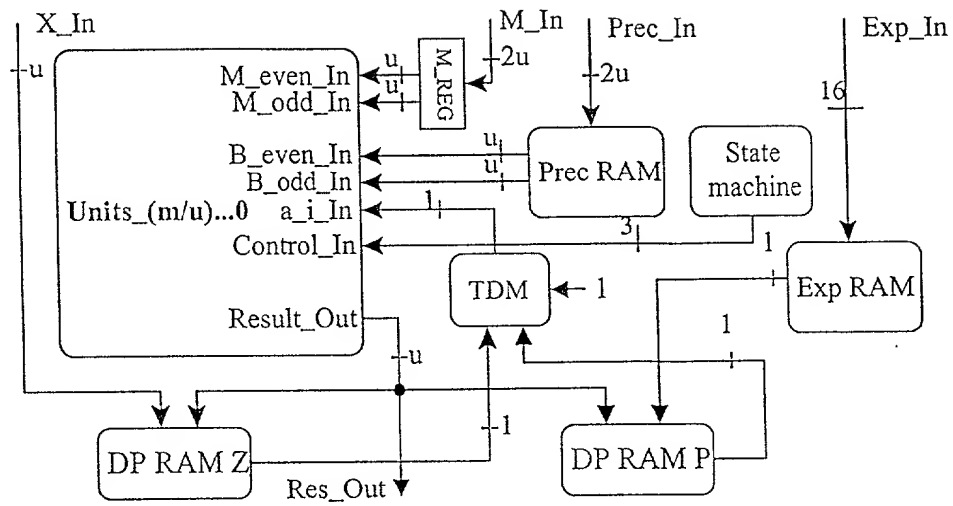 X_In
M_In
Prec_In
Exp_In
u
2u
2u
16
M_even_In
u
M_REG
M_odd_In
u
B_even_In
u
Prec RAM
State
machine
B_odd_In
u
Units_(m/u)...0
a_i_In
1
Control_In
3
1
TDM
1
Exp RAM
Result_Out
u
1
DP RAM Z
1
DP RAM P
Res_Out